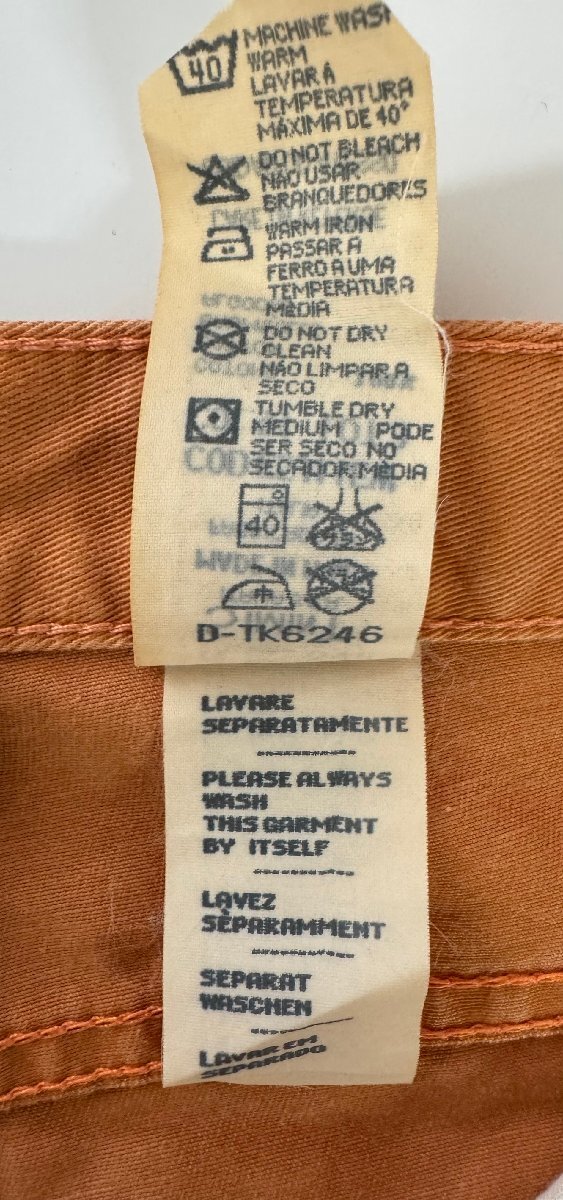 40
MACHINE WASH
WARM
LAVAR Á
TEMPERATURA
MÁXIMA DE 40°
DO NOT BLEACH
NÃO USAR
BRANQUEDORES
WARM IRON
PASSAR A
FERRO A UMA
TEMPERATURA
MÉDIA
DO NOT DRY
CLEAN
NÃO LIMPAR A
SECO
TUMBLE DRY
MEDIUM PODE
SER SECO NO
SECADOR MÉDIA
40
D-TK6246
LAVARE
SEPARATAMENTE
PLEASE ALWAYS
WASH
THIS GARMENT
BY ITSELF
LAVEZ
SÈPARAMMENT
SEPARAT
WASCHEN
LAVAR EM
SEPARADO